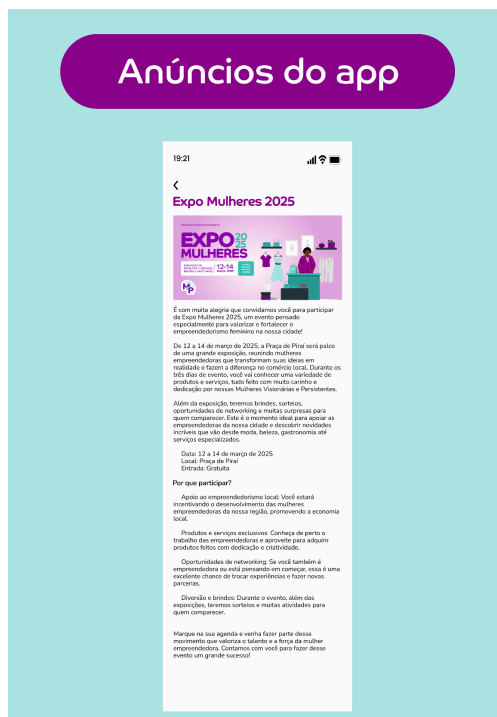 Anúncios do app
19:21
Expo Mulheres 2025
EXPO 20
25
MULHERES
12-14
MP
É com muita alegria que convidamos você para participar
da Expo Mulheres 2025, um evento pensado
especialmente para valorizar e fortalecer o
empreendedorismo feminino na nossa cidade!
De 12 a 14 de março de 2025, a Praça de Piraí será palco
de uma grande exposição, reunindo mulheres
empreendedoras que transformam suas ideias em
realidade e fazem a diferença no comércio local. Durante os
três dias de evento, você vai conhecer uma variedade de
produtos e serviços, tudo feito com muito carinho e
dedicação por nossas Mulheres Visionárias e Persistentes.
Além da exposição, teremos brindes, sorteios,
oportunidades de networking e muitas surpresas para
quem comparecer. Este é o momento ideal para apoiar as
empreendedoras da nossa cidade e descobrir novidades
incríveis que vão desde moda, beleza, gastronomia até
serviços especializados.
Data: 12 a 14 de março de 2025
Local: Praça de Piraí
Entrada: Gratuita
Por que participar?
Apoio ao empreendedorismo local: Você estará
incentivando o desenvolvimento das mulheres
empreendedoras da nossa região, promovendo a economia
local.
Produtos e serviços exclusivos: Conheça de perto o
trabalho das empreendedoras e aproveite para adquirir
produtos feitos com dedicação e criatividade.
Oportunidades de networking: Se você também é
empreendedora ou está pensando em começar, essa é uma
excelente chance de trocar experiências e fazer novas
parcerias.
Diversão e brindes: Durante o evento, além das
exposições, teremos sorteios e muitas atividades para
quem comparecer.
Marque na sua agenda e venha fazer parte desse
movimento que valoriza o talento e a força da mulher
empreendedora. Contamos com você para fazer desse
evento um grande sucesso!